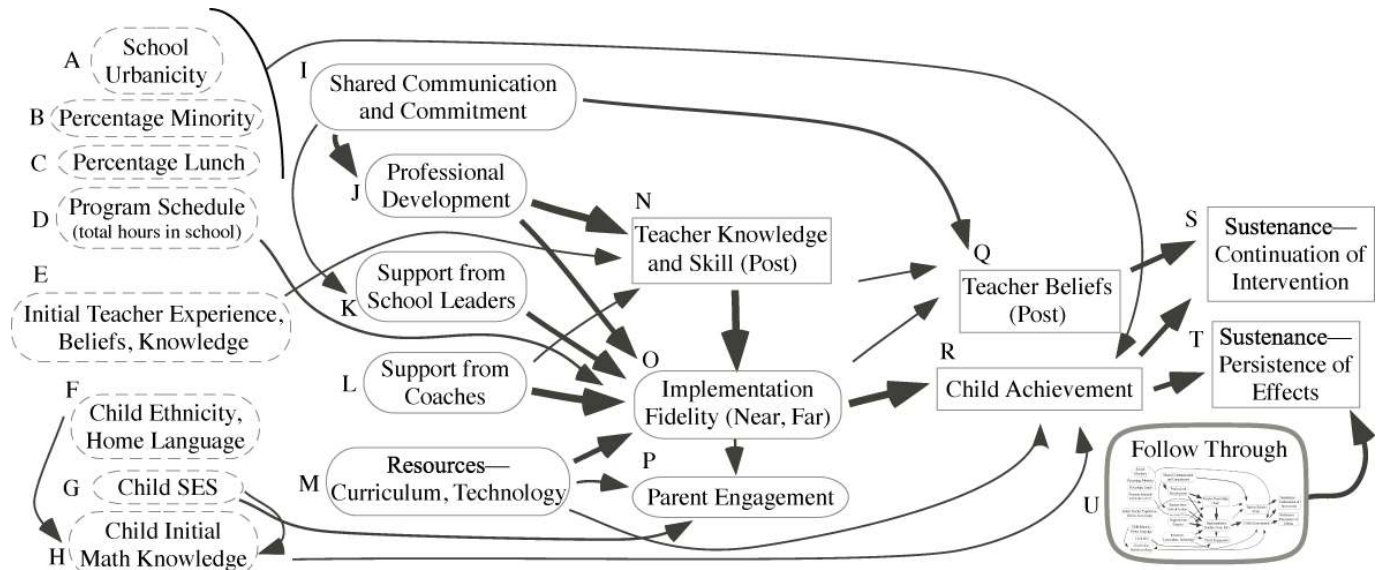 A
School
Urbanicity
B
Percentage Minority
C
Percentage Lunch
D
Program Schedule
(total hours in school)
E
Initial Teacher Experience,
Beliefs, Knowledge
F
Child Ethnicity,
Home Language
G
Child SES
H
Child Initial
Math Knowledge
I
Shared Communication
and Commitment
J
Professional
Development
K
Support from
School Leaders
L
Support from
Coaches
M
Resources—
Curriculum, Technology
N
Teacher Knowledge
and Skill (Post)
O
Implementation
Fidelity (Near, Far)
P
Parent Engagement
Q
Teacher Beliefs
(Post)
R
Child Achievement
S
Sustenance—
Continuation of
Intervention
T
Sustenance—
Persistence of
Effects
U
Follow Through